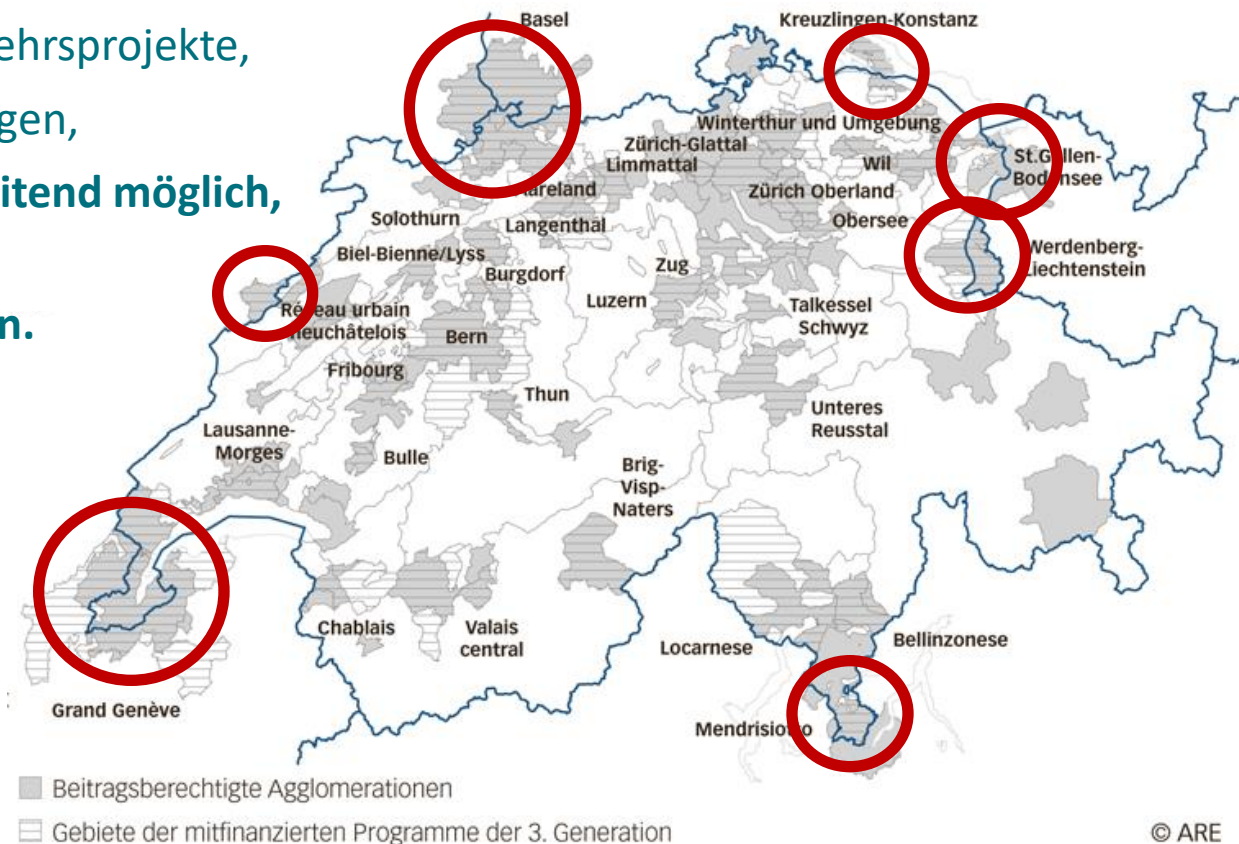 ehrsprojekte,
gen,
itend möglich,
n.
Basel
Kreuzlingen-Konstanz
Winterthur und Umgebung
Zürich-Glattal
Limmattal
Wil
St.Gallen-
Bodensee
Aareland
Zürich Oberland
Solothurn
Langenthal
Obersee
Biel-Bienne/Lyss
Burgdorf
Zug
Werdenberg-
Liechtenstein
Luzern
Réseau urbain
neuchâtelois
Talkessel
Schwyz
Bern
Fribourg
Thun
Unteres
Reusstal
Lausanne-
Morges
Bulle
Brig-
Visp-
Naters
Chablais
Valais
central
Locarnese
Bellinzonese
Grand Genève
Mendrisiotto
Beitragsberechtigte Agglomerationen
Gebiete der mitfinanzierten Programme der 3. Generation
© ARE